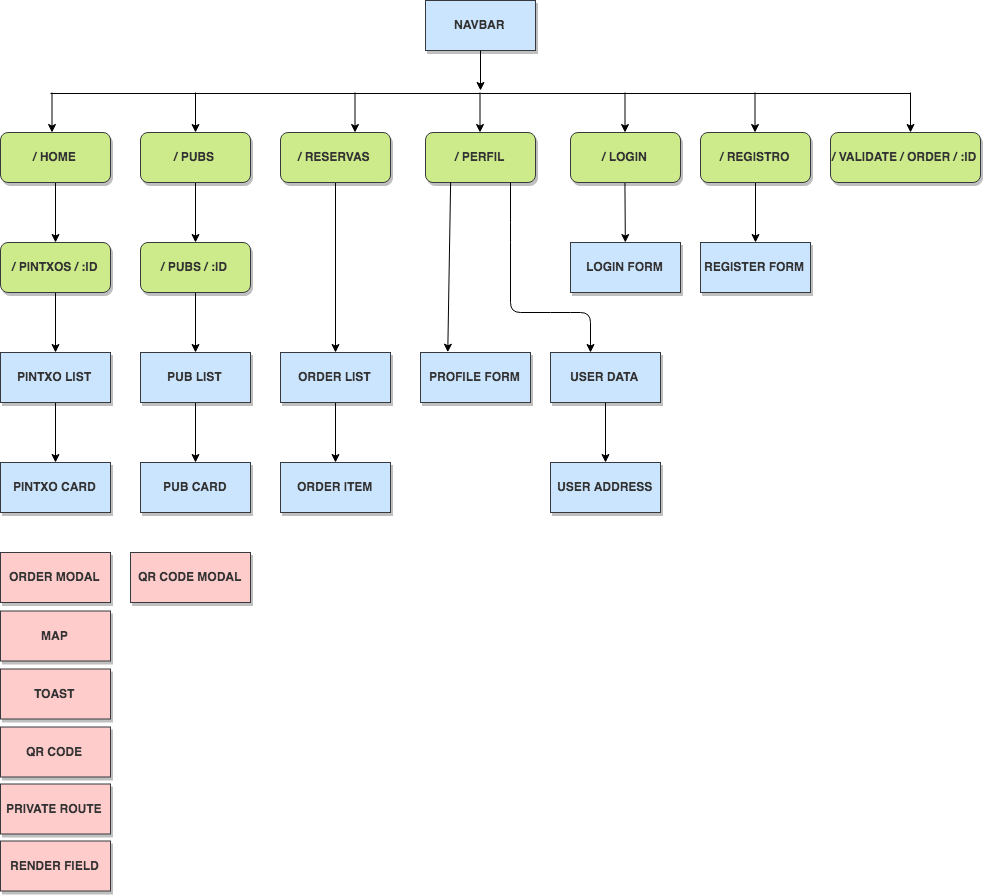 NAVBAR
/ HOME
/ PUBS
/ RESERVAS
/ PERFIL
/ LOGIN
/ REGISTRO
/ VALIDATE / ORDER / :ID
/ PINTXOS / :ID
/ PUBS / :ID
LOGIN FORM
REGISTER FORM
PINTXO LIST
PUB LIST
ORDER LIST
PROFILE FORM
USER DATA
PINTXO CARD
PUB CARD
ORDER ITEM
USER ADDRESS
ORDER MODAL
QR CODE MODAL
MAP
TOAST
QR CODE
PRIVATE ROUTE
RENDER FIELD